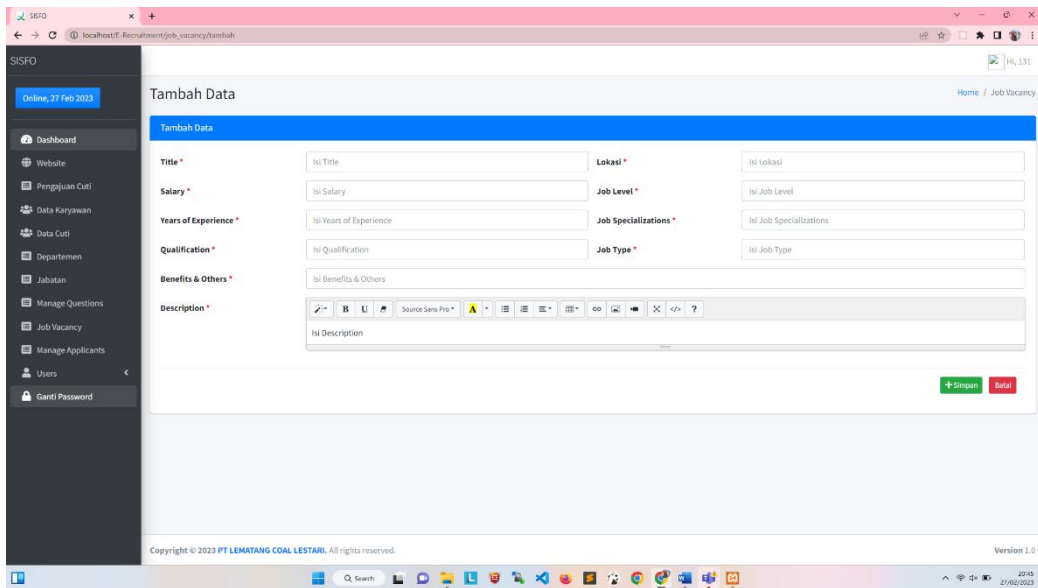 SISFO
localhost/E-Recruitment/job_vacancy/tambah
SISFO
Hi, 131
Online, 27 Feb 2023
Tambah Data
Home / Job Vacancy
Dashboard
Website
Pengajuan Cuti
Data Karyawan
Data Cuti
Departemen
Jabatan
Manage Questions
Job Vacancy
Manage Applicants
Users
Ganti Password
Tambah Data
Title * Isi Title Lokasi * Isi Lokasi
Salary * Isi Salary Job Level * Isi Job Level
Years of Experience * Isi Years of Experience Job Specializations * Isi Job Specializations
Qualification * Isi Qualification Job Type * Isi Job Type
Benefits & Others * Isi Benefits & Others
Description * B U Source Sans Pro A </> ?
Isi Description
+ Simpan Batal
Copyright © 2023 PT LEMATANG COAL LESTARI. All rights reserved. Version 1.0
Search 20:45
27/02/2023